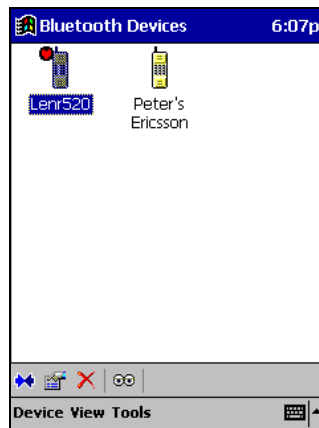 Bluetooth Devices 6:07p
Lenr520 Peter's
Ericsson
Device View Tools